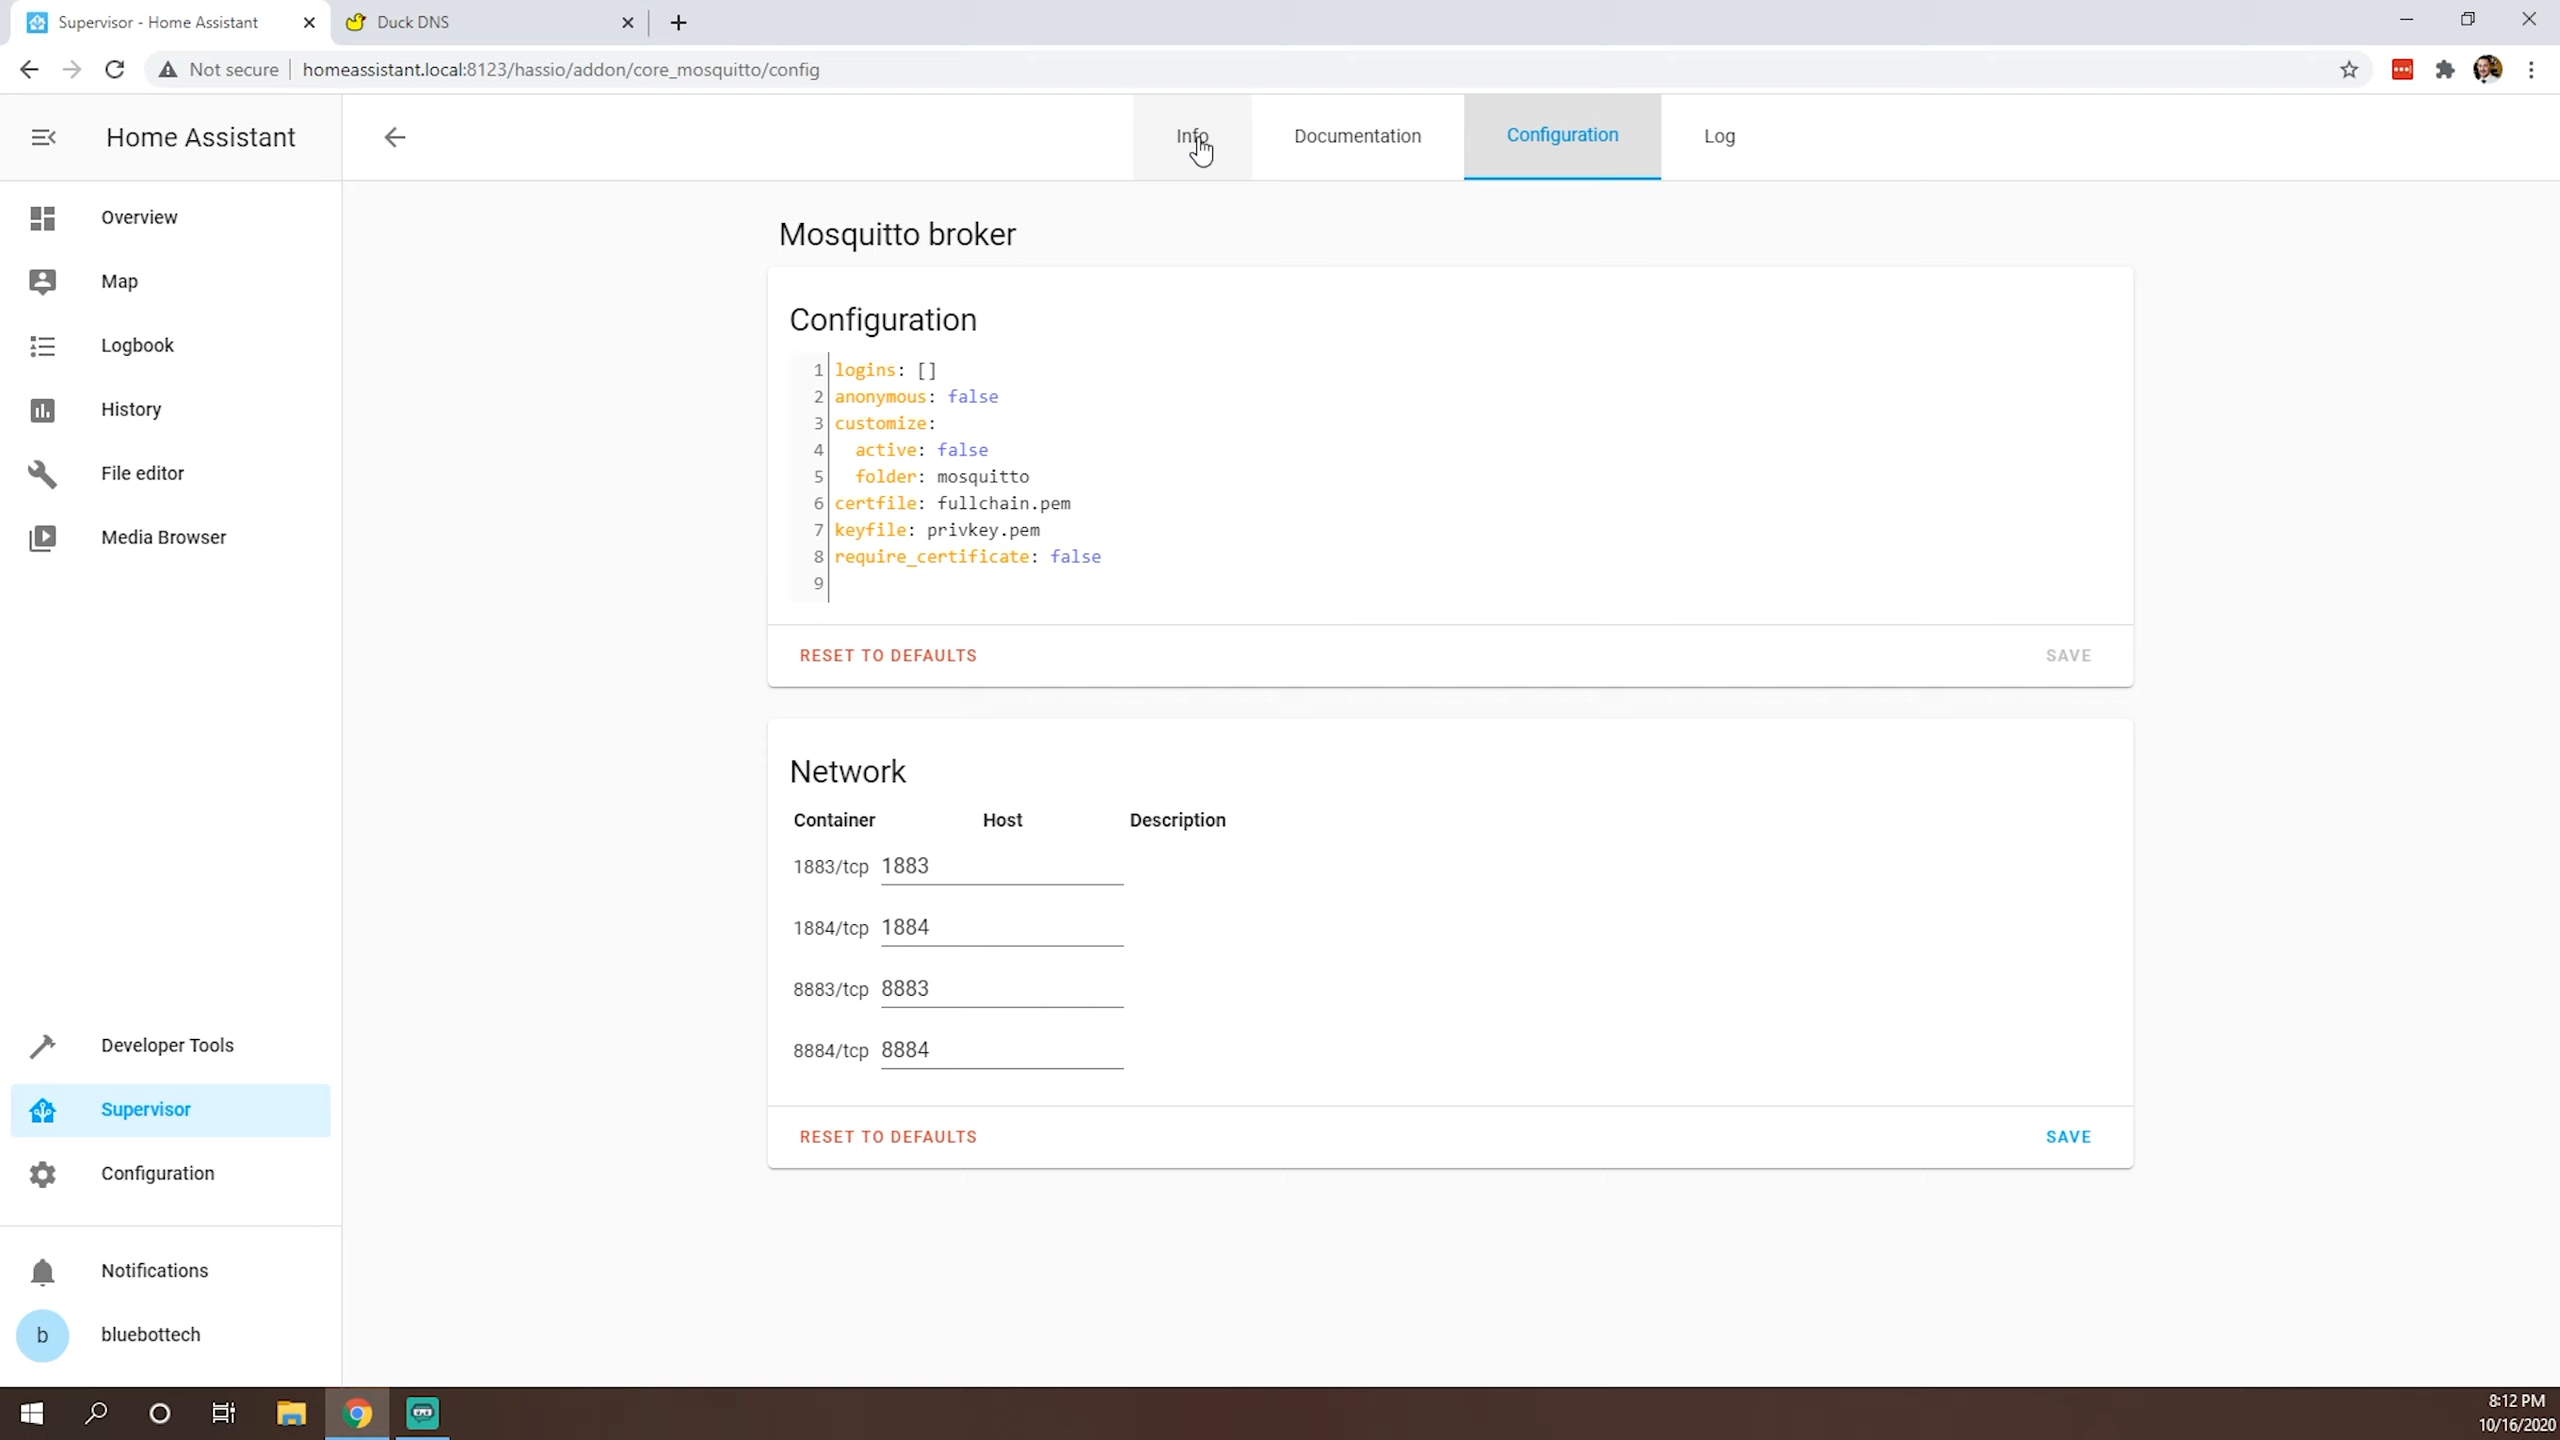 Supervisor - Home Assistant
Duck DNS
Not secure
homeassistant.local:8123/hassio/addon/core_mosquitto/config
Home Assistant
Info
Documentation
Configuration
Log
Overview
Map
Logbook
History
File editor
Media Browser
Developer Tools
Supervisor
Configuration
Notifications
b
bluebottech
Mosquitto broker
Configuration
1 logins: []
2 anonymous: false
3 customize:
4   active: false
5   folder: mosquitto
6 certfile: fullchain.pem
7 keyfile: privkey.pem
8 require_certificate: false
9
RESET TO DEFAULTS SAVE
Network
Container Host Description
1883/tcp 1883
1884/tcp 1884
8883/tcp 8883
8884/tcp 8884
RESET TO DEFAULTS SAVE
8:12 PM
10/16/2020